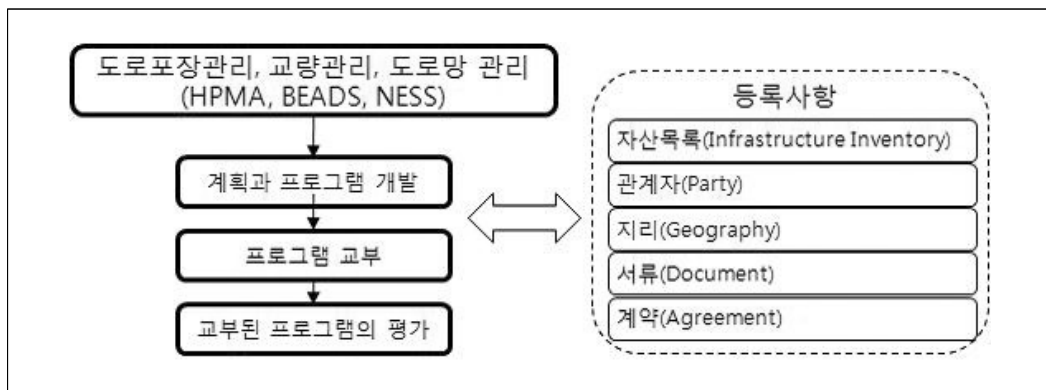 도로포장관리, 교량관리, 도로망 관리
(HPMA, BEADS, NESS)
계획과 프로그램 개발
프로그램 교부
교부된 프로그램의 평가
등록사항
자산목록(Infrastructure Inventory)
관계자(Party)
지리(Geography)
서류(Document)
계약(Agreement)